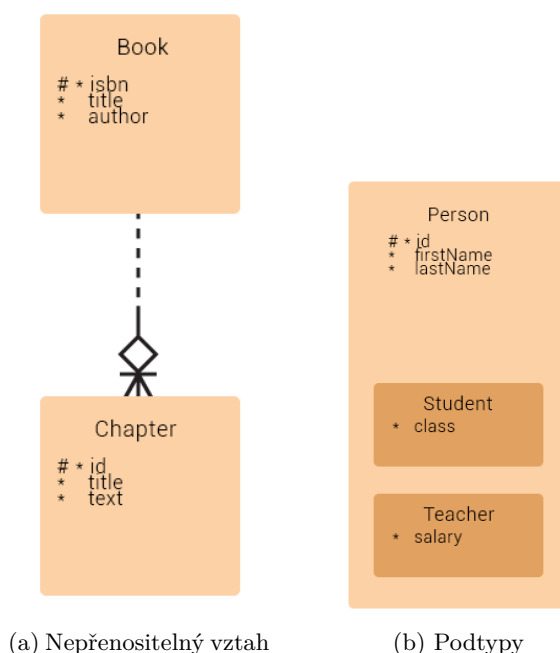 Book
# * isbn
* title
* author
Chapter
# * id
* title
* text
(a) Nepřenositelný vztah
Person
# * id
* firstName
* lastName
Student
* class
Teacher
* salary
(b) Podtypy